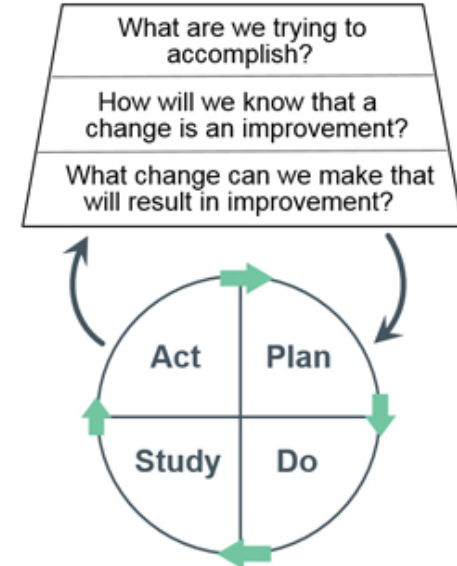 What are we trying to
accomplish?
How will we know that a
change is an improvement?
What change can we make that
will result in improvement?
Act
Plan
Study
Do